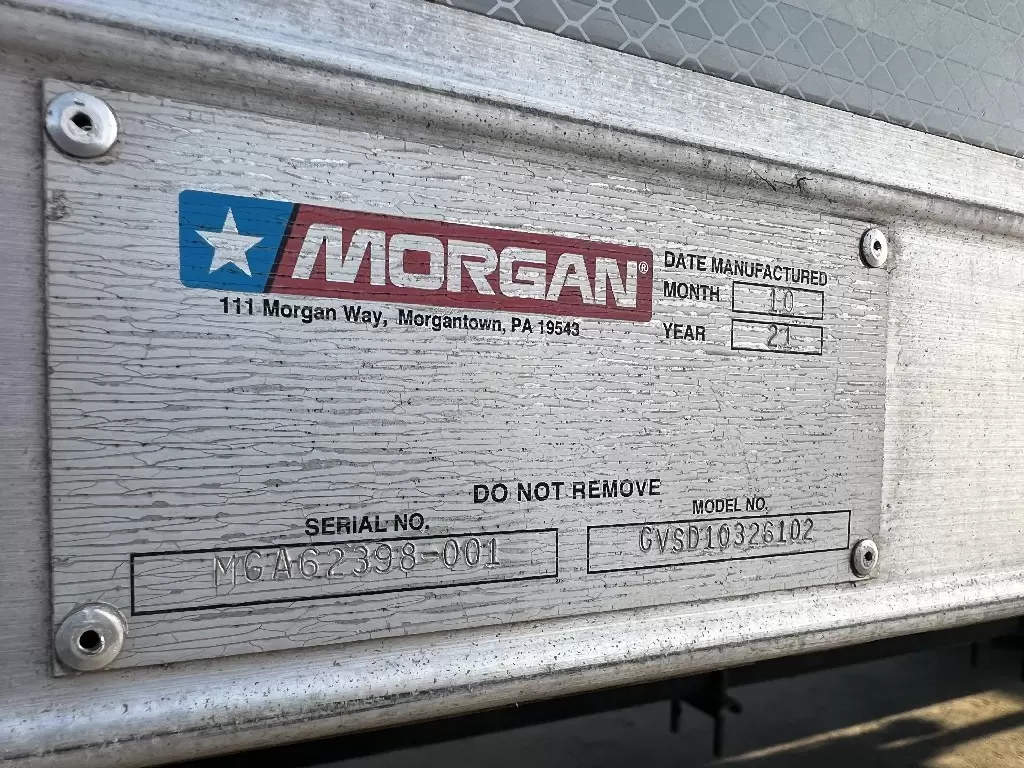 MORGAN®
111 Morgan Way, Morgantown, PA 19543
DATE MANUFACTURED
MONTH 10
YEAR 21
DO NOT REMOVE
SERIAL NO.
MGA62398-001
MODEL NO.
GVSD10326102